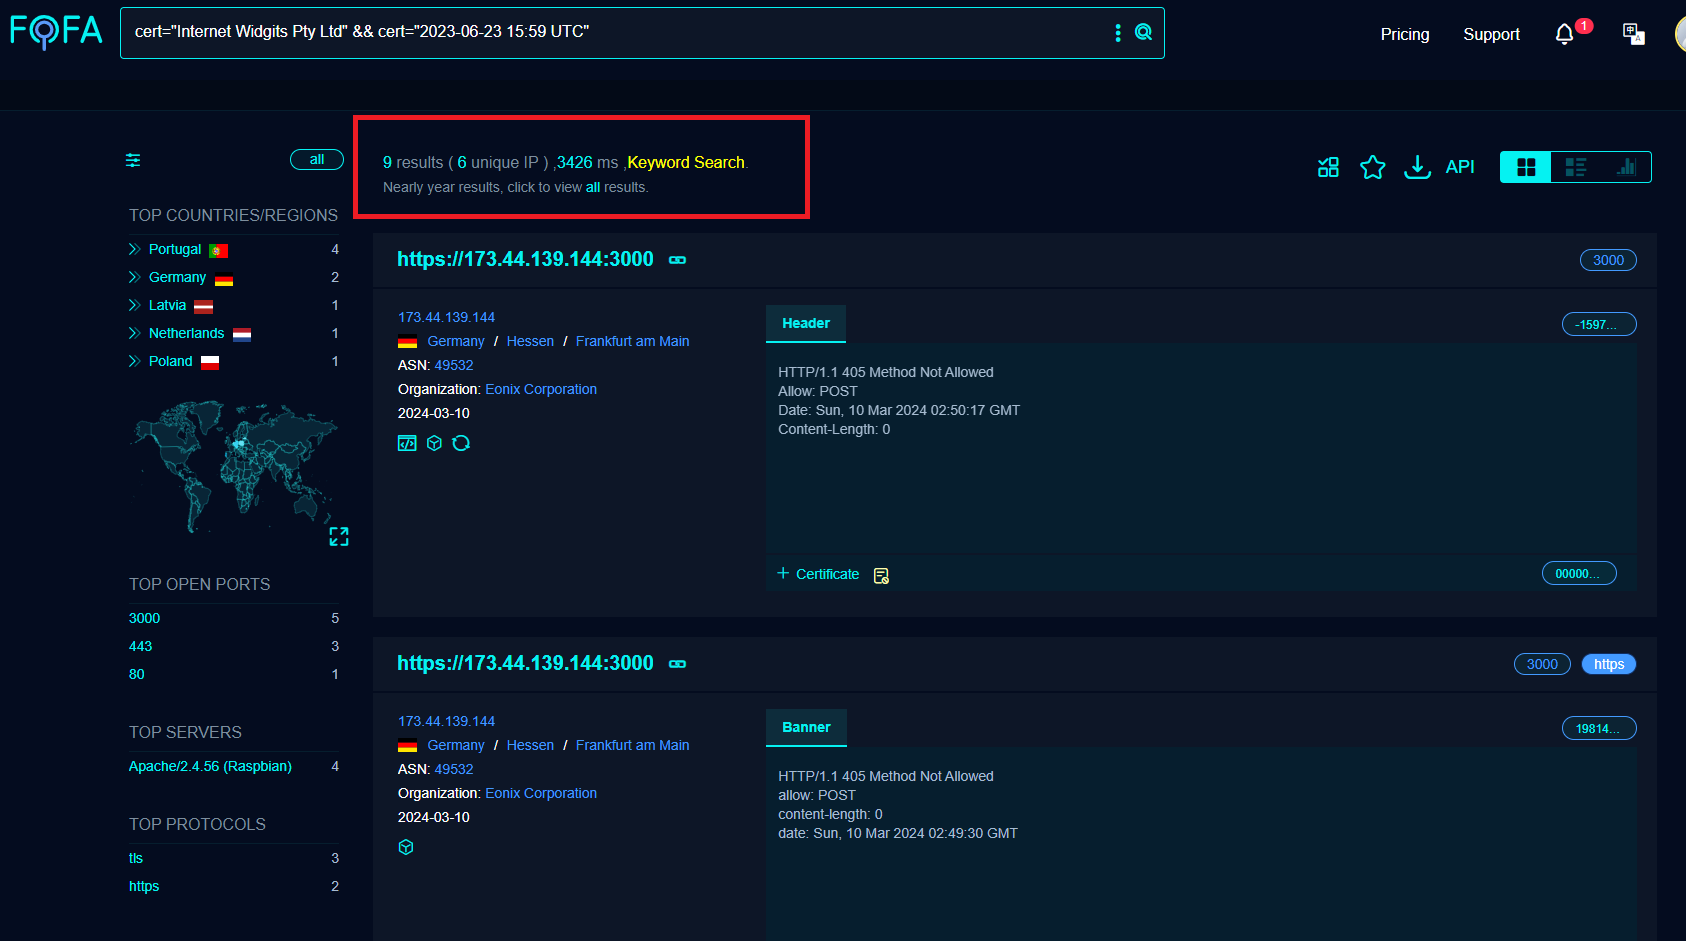 FOFA
cert="Internet Widgits Pty Ltd" && cert="2023-06-23 15:59 UTC"
Pricing
Support
1
all
9 results ( 6 unique IP ) ,3426 ms ,Keyword Search.
Nearly year results, click to view all results.
API
TOP COUNTRIES/REGIONS
Portugal 4
Germany 2
Latvia 1
Netherlands 1
Poland 1
TOP OPEN PORTS
3000 5
443 3
80 1
TOP SERVERS
Apache/2.4.56 (Raspbian) 4
TOP PROTOCOLS
tls 3
https 2
https://173.44.139.144:3000
3000
173.44.139.144
Germany / Hessen / Frankfurt am Main
ASN: 49532
Organization: Eonix Corporation
2024-03-10
Header
-1597...
HTTP/1.1 405 Method Not Allowed
Allow: POST
Date: Sun, 10 Mar 2024 02:50:17 GMT
Content-Length: 0
+ Certificate
00000...
https://173.44.139.144:3000
3000 https
173.44.139.144
Germany / Hessen / Frankfurt am Main
ASN: 49532
Organization: Eonix Corporation
2024-03-10
Banner
19814...
HTTP/1.1 405 Method Not Allowed
allow: POST
content-length: 0
date: Sun, 10 Mar 2024 02:49:30 GMT